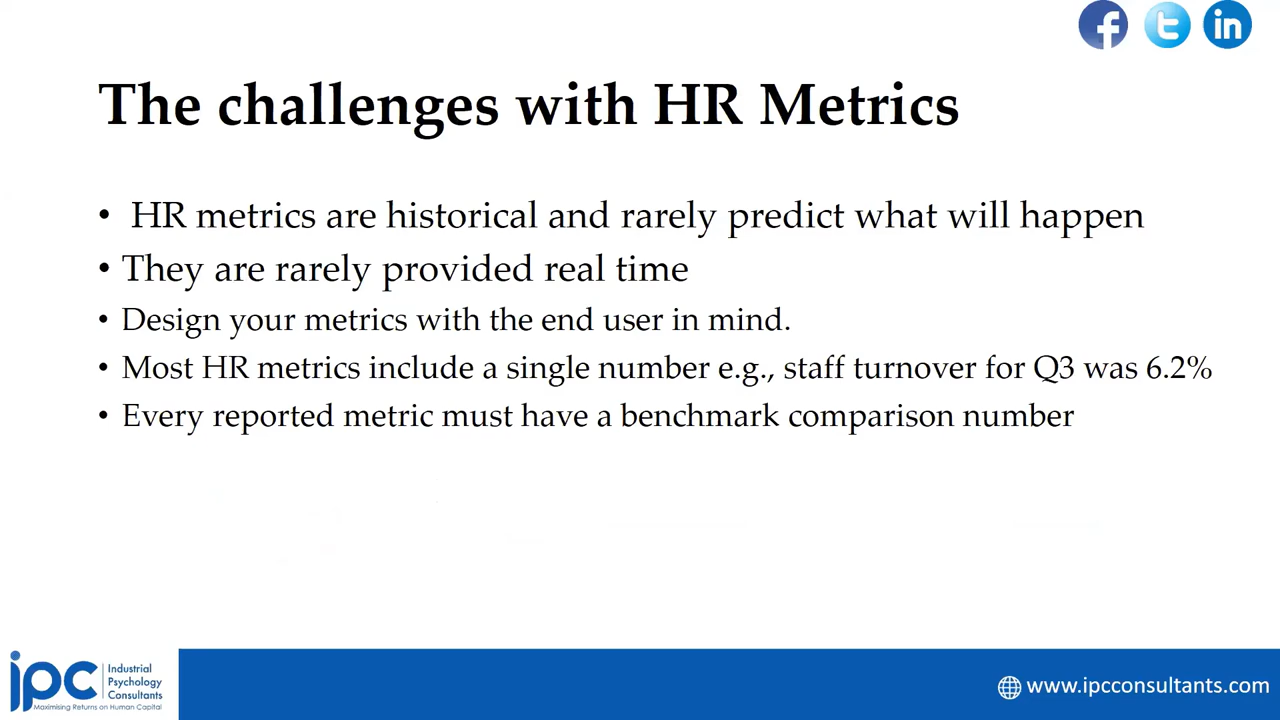 The challenges with HR Metrics
• HR metrics are historical and rarely predict what will happen
• They are rarely provided real time
• Design your metrics with the end user in mind.
• Most HR metrics include a single number e.g., staff turnover for Q3 was 6.2%
• Every reported metric must have a benchmark comparison number
ipc
Industrial
Psychology
Consultants
Maximising Returns on Human Capital
www.ipcconsultants.com